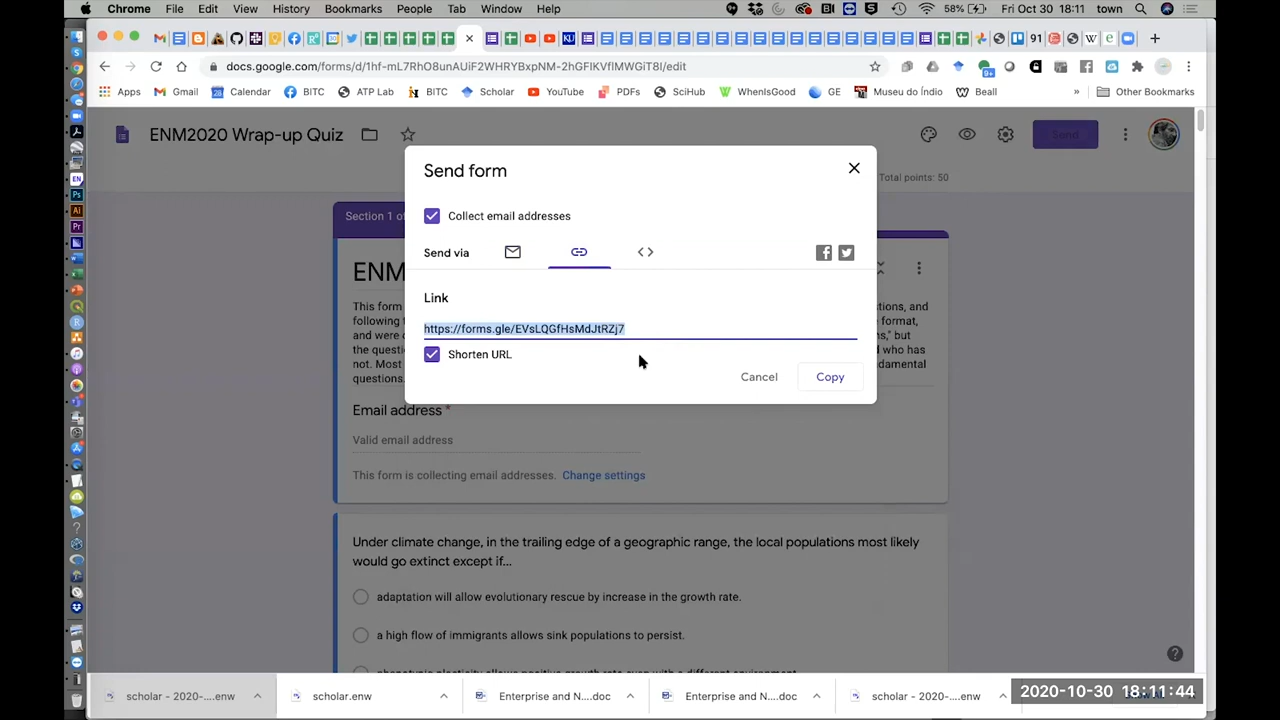 Chrome File Edit View History Bookmarks People Tab Window Help 58% Fri Oct 30 18:11 town
91
docs.google.com/forms/d/1hf-mL7RhO8unAUiF2WHRYBxpNM-2hGFlKVflMWGiT8I/edit
9+
Apps Gmail Calendar BITC ATP Lab BITC Scholar YouTube PDFs SciHub WhenIsGood GE Museu do Índio Beall » Other Bookmarks
ENM2020 Wrap-up Quiz Send
Send form
Total points: 50
Section 1 of
Collect email addresses
Send via
ENM
Link
This form ations, and
following t e format,
https://forms.gle/EVsLQGfHsMdJtRZj7
and were c s," but
Shorten URL
the questic d who has
not. Most damental
questions.
Cancel Copy
Email address *
Valid email address
This form is collecting email addresses. Change settings
Under climate change, in the trailing edge of a geographic range, the local populations most likely
would go extinct except if...
adaptation will allow evolutionary rescue by increase in the growth rate.
a high flow of immigrants allows sink populations to persist.
scholar - 2020-....enw scholar.enw Enterprise and N....doc Enterprise and N....doc scholar - 2020-....enw
2020-10-30 18:11:44